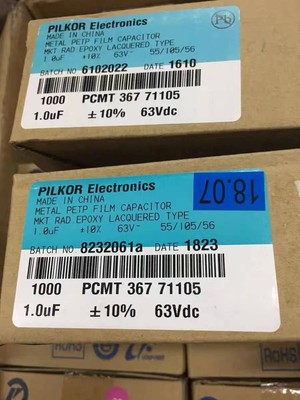 PILKOR Electronics
Pb
MADE IN CHINA
METAL PETP FILM CAPACITOR
MKT RAD EPOXY LACQUERED TYPE
1.0uF ±10% 63V- 55/105/56
BATCH NO 6102022 DATE 1610
1000 PCMT 367 71105
1.0uF ±10% 63Vdc
PILKOR Electronics
18.07
MADE IN CHINA
METAL PETP FILM CAPACITOR
MKT RAD EPOXY LACQUERED TYPE
1.0uF ±10% 63V- 55/105/56
BATCH NO 8232061a DATE 1823
1000 PCMT 367 71105
1.0uF ±10% 63Vdc
RoHS
RoHS